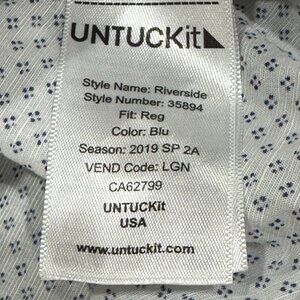 UNTUCKit
Style Name: Riverside
Style Number: 35894
Fit: Reg
Color: Blu
Season: 2019 SP 2A
VEND Code: LGN
CA62799
UNTUCKit
USA
www.untuckit.com